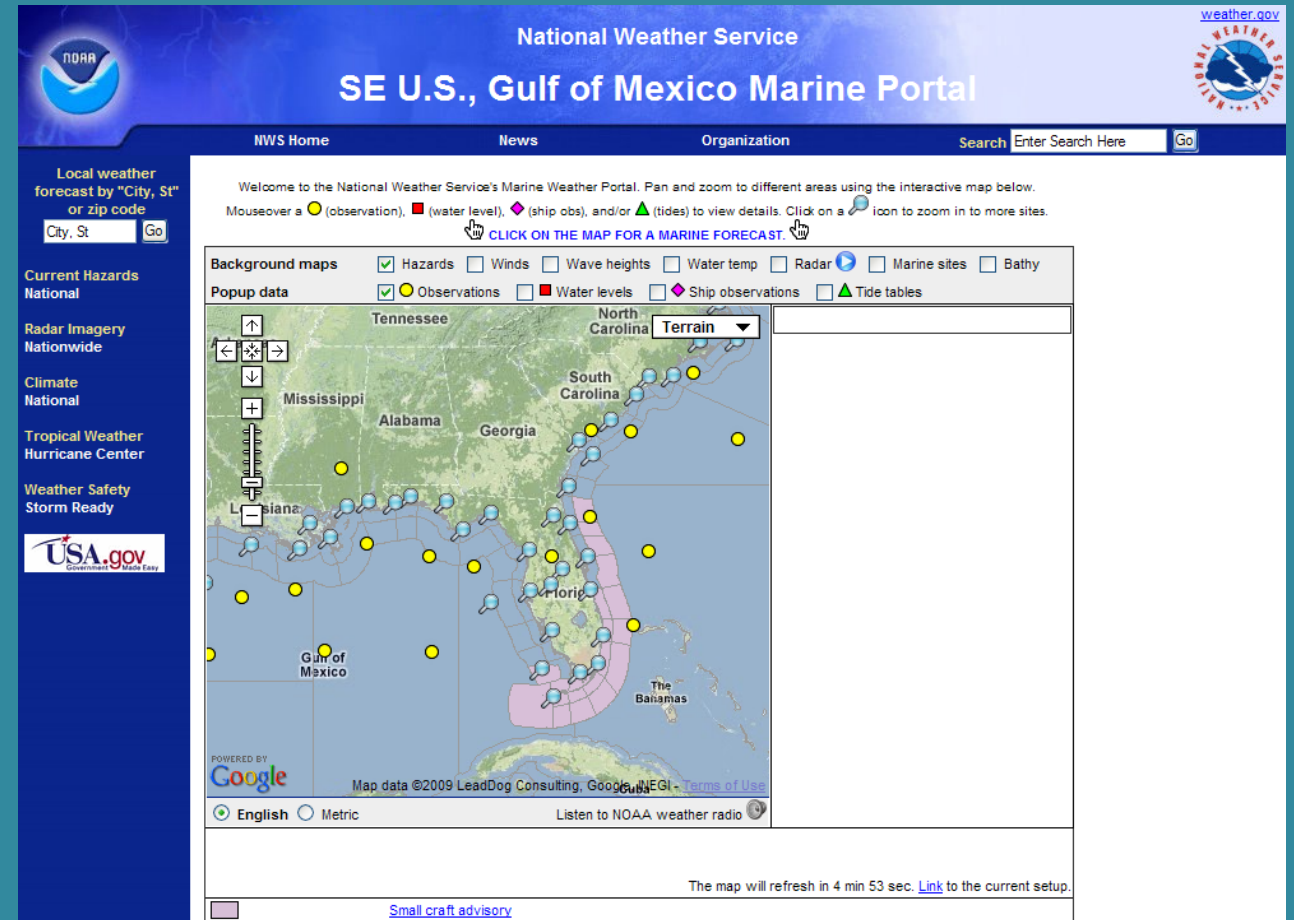 weather.gov
NOAA
National Weather Service
NATIONAL WEATHER SERVICE
SE U.S., Gulf of Mexico Marine Portal
NWS Home News Organization Search Enter Search Here Go
Local weather
forecast by "City, St"
or zip code
City, St Go
Current Hazards
National
Radar Imagery
Nationwide
Climate
National
Tropical Weather
Hurricane Center
Weather Safety
Storm Ready
USA.gov
Government Made Easy
Welcome to the National Weather Service's Marine Weather Portal. Pan and zoom to different areas using the interactive map below.
Mouseover a (observation), (water level), (ship obs), and/or (tides) to view details. Click on a icon to zoom in to more sites.
CLICK ON THE MAP FOR A MARINE FORECAST.
Background maps Hazards Winds Wave heights Water temp Radar Marine sites Bathy
Popup data Observations Water levels Ship observations Tide tables
Tennessee
North
Carolina
Terrain
South
Carolina
Mississippi
Alabama
Georgia
Louisiana
Florida
Gulf of
Mexico
The
Bahamas
Cuba
POWERED BY
Google
Map data ©2009 LeadDog Consulting, Google, INEGI - Terms of Use
English Metric Listen to NOAA weather radio
The map will refresh in 4 min 53 sec. Link to the current setup.
Small craft advisory